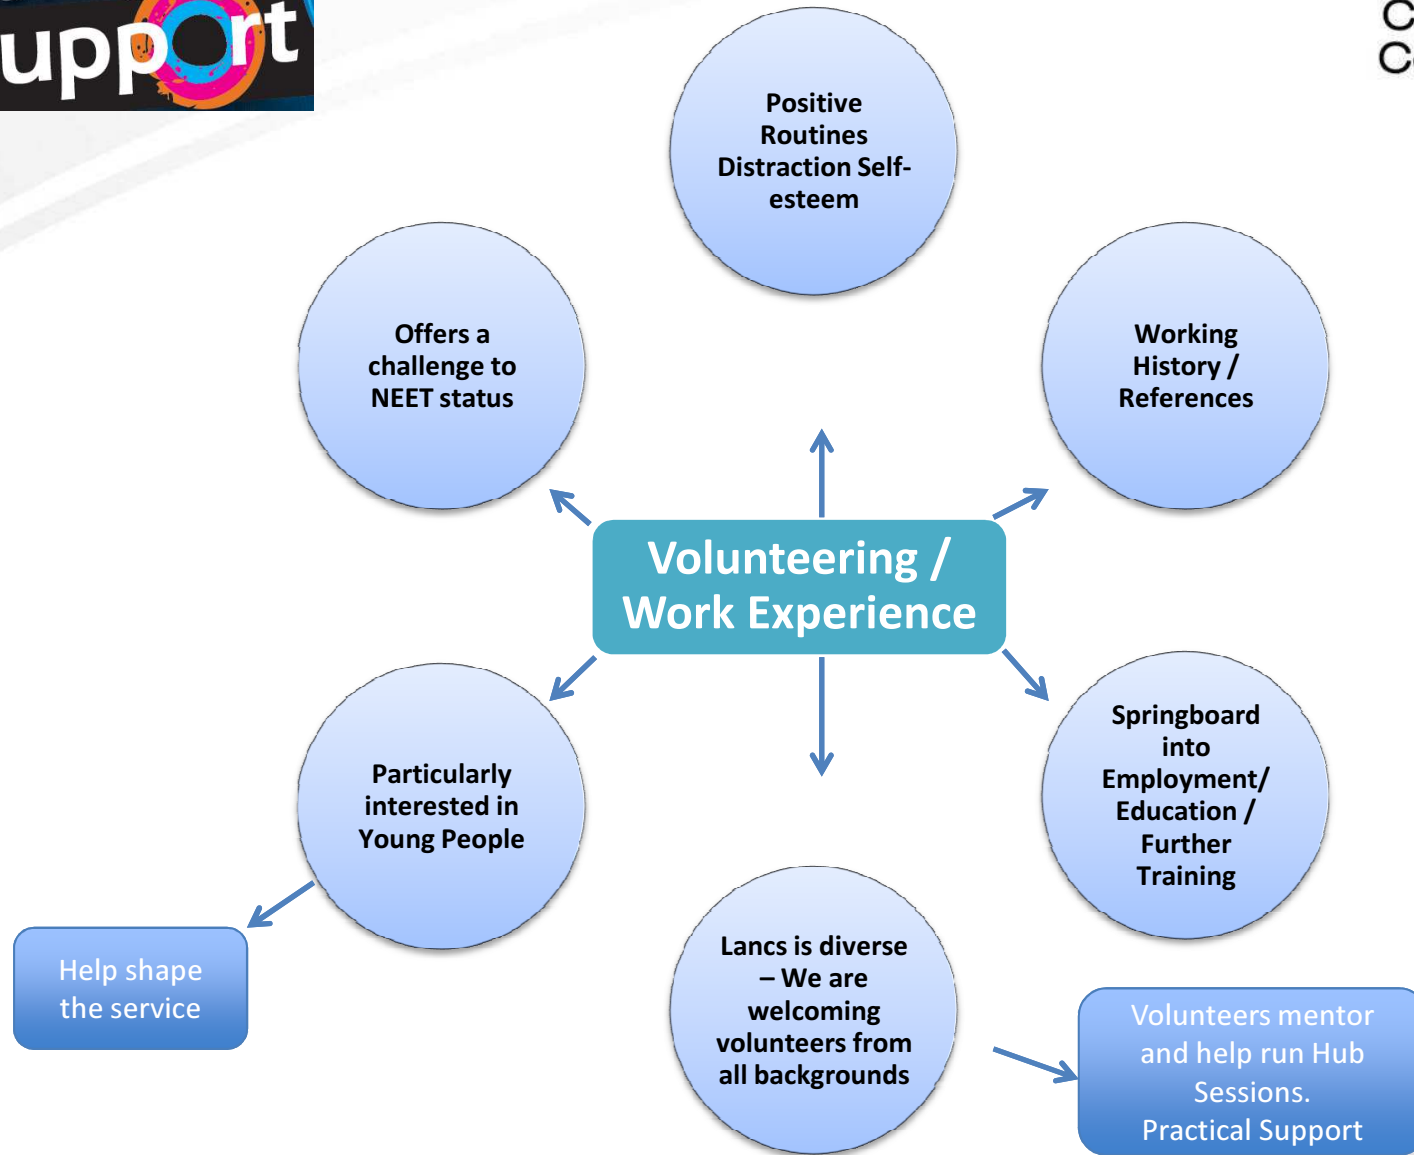 upport
Positive
Routines
Distraction Self-
esteem
Offers a
challenge to
NEET status
Working
History /
References
Volunteering /
Work Experience
Particularly
interested in
Young People
Springboard
into
Employment/
Education /
Further
Training
Help shape
the service
Lancs is diverse
– We are
welcoming
volunteers from
all backgrounds
Volunteers mentor
and help run Hub
Sessions.
Practical Support